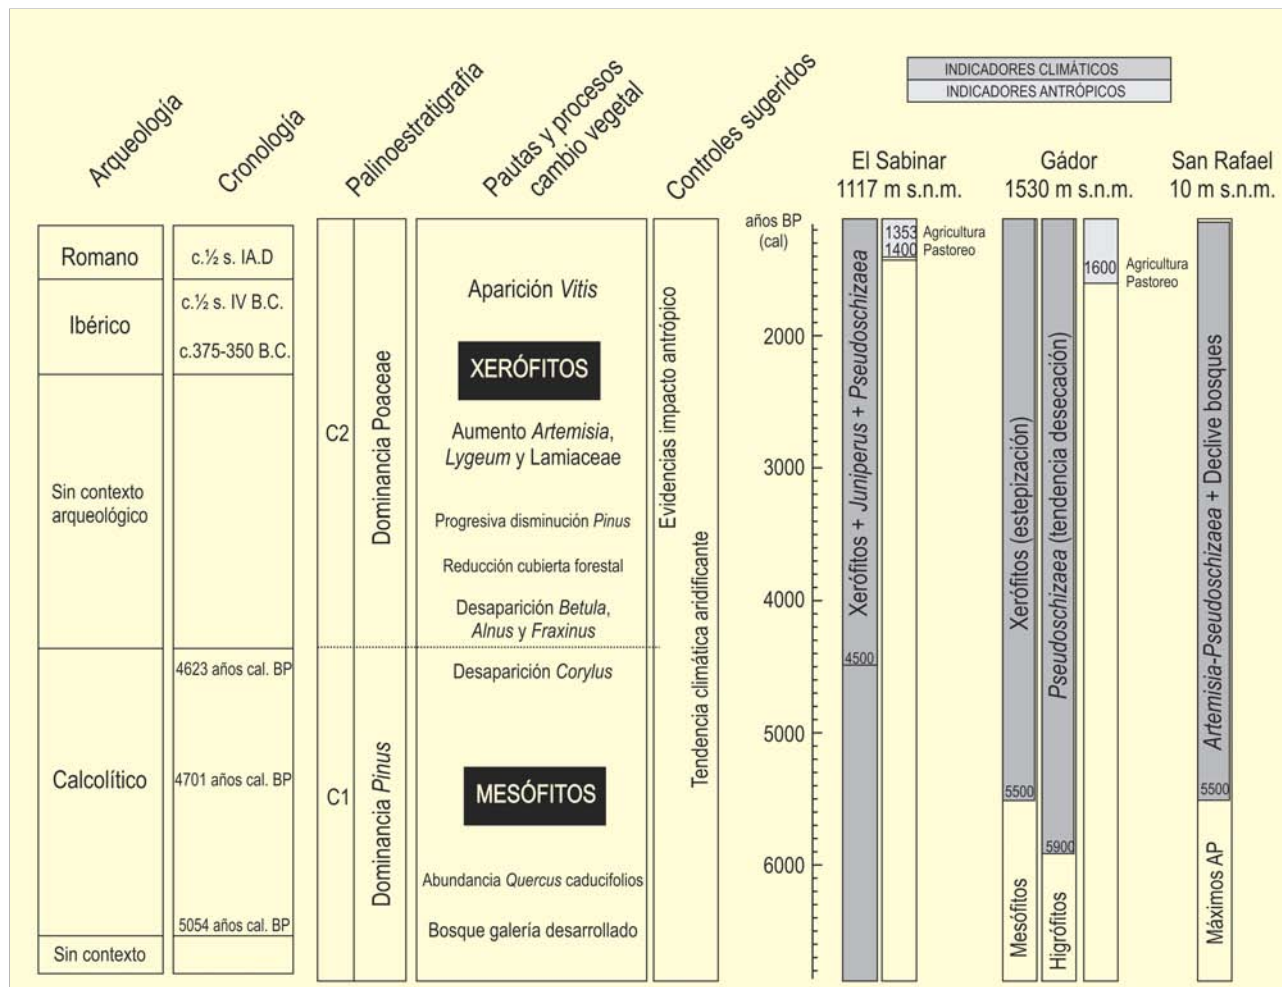 Arqueología
Cronología
Palinoestratigrafía
Pautas y procesos
cambio vegetal
Controles sugeridos
INDICADORES CLIMÁTICOS
INDICADORES ANTRÓPICOS
El Sabinar
1117 m s.n.m.
Gádor
1530 m s.n.m.
San Rafael
10 m s.n.m.
Romano
Ibérico
Sin contexto
arqueológico
Calcolítico
Sin contexto
c.½ s. IA.D
c.½ s. IV B.C.
c.375-350 B.C.
4623 años cal. BP
4701 años cal. BP
5054 años cal. BP
C2
C1
Dominancia Poaceae
Dominancia Pinus
Aparición Vitis
XERÓFITOS
Aumento Artemisia,
Lygeum y Lamiaceae
Progresiva disminución Pinus
Reducción cubierta forestal
Desaparición Betula,
Alnus y Fraxinus
Desaparición Corylus
MESÓFITOS
Abundancia Quercus caducifolios
Bosque galería desarrollado
Evidencias impacto antrópico
Tendencia climática aridificante
años BP
(cal)
2000
3000
4000
5000
6000
Xerófitos + Juniperus + Pseudoschizaea
4500
1353
1400
Agricultura
Pastoreo
Xerófitos (estepización)
5500
Mesófitos
Pseudoschizaea (tendencia desecación)
5900
Higrófitos
1600
Agricultura
Pastoreo
Artemisia-Pseudoschizaea + Declive bosques
5500
Máximos AP